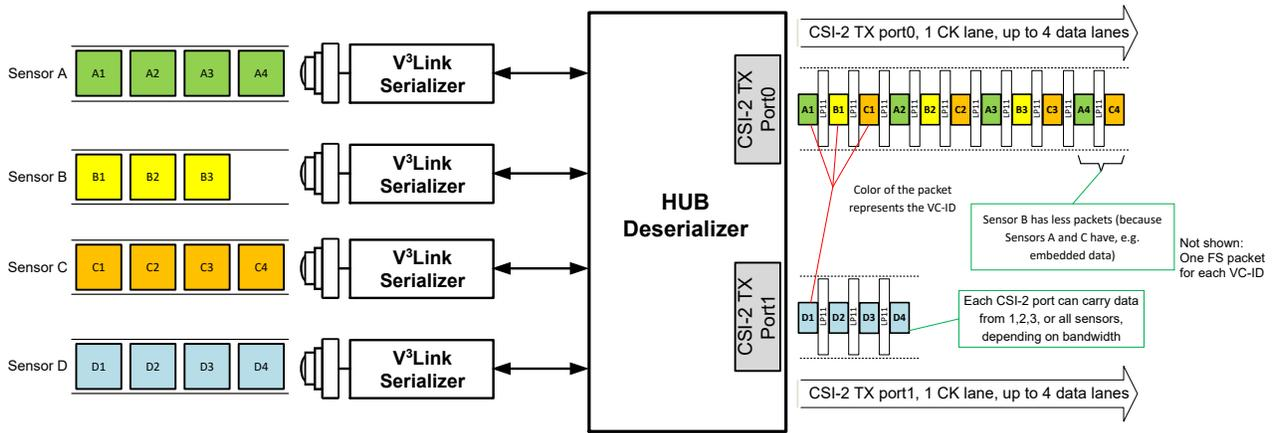 CSI-2 TX port0, 1 CK lane, up to 4 data lanes
Sensor A
A1 A2 A3 A4
V³Link
Serializer
Sensor B
B1 B2 B3
V³Link
Serializer
Sensor C
C1 C2 C3 C4
V³Link
Serializer
Sensor D
D1 D2 D3 D4
V³Link
Serializer
HUB
Deserializer
CSI-2 TX
Port0
CSI-2 TX
Port1
A1 LP11 B1 LP11 C1 LP11 A2 LP11 B2 LP11 C2 LP11 A3 LP11 B3 LP11 C3 LP11 A4 LP11 C4
Color of the packet
represents the VC-ID
Sensor B has less packets (because
Sensors A and C have, e.g.
embedded data)
Not shown:
One FS packet
for each VC-ID
D1 LP11 D2 LP11 D3 LP11 D4
Each CSI-2 port can carry data
from 1,2,3, or all sensors,
depending on bandwidth
CSI-2 TX port1, 1 CK lane, up to 4 data lanes